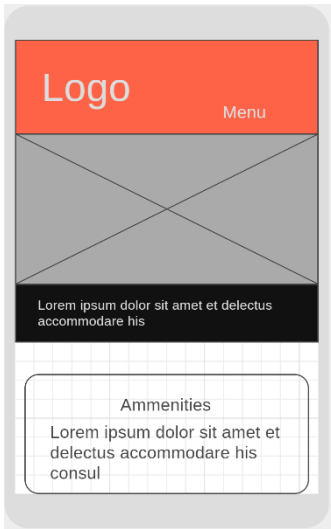 Logo
Menu
Lorem ipsum dolor sit amet et delectus
accommodare his
Ammenities
Lorem ipsum dolor sit amet et
delectus accommodare his
consul